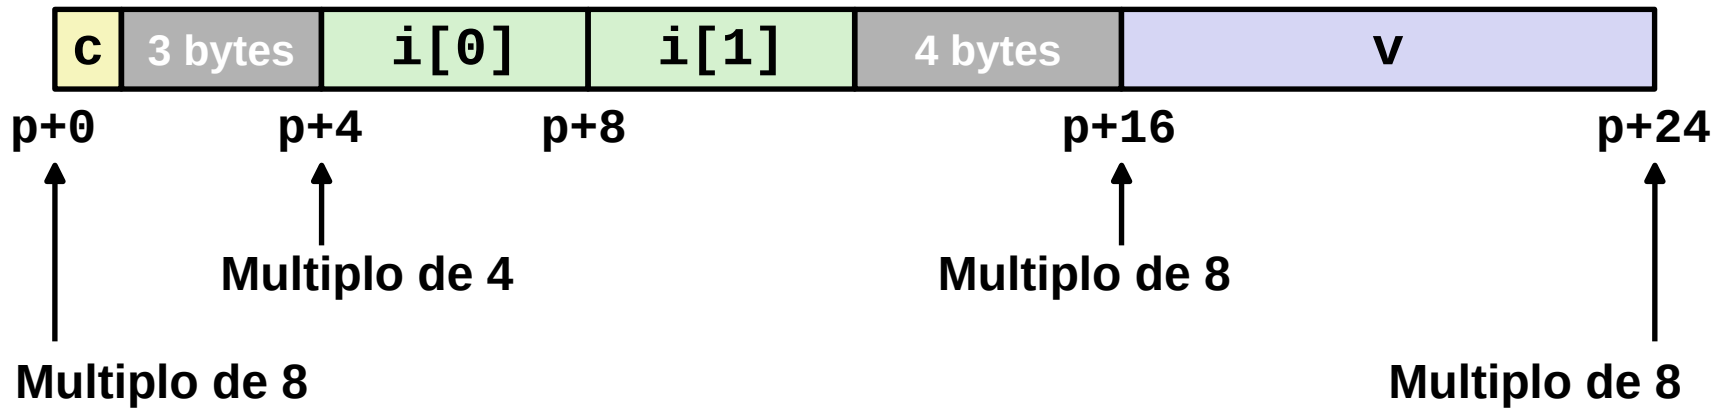 c 3 bytes i[0] i[1] 4 bytes v
p+0 p+4 p+8 p+16 p+24
Multiplo de 4 Multiplo de 8
Multiplo de 8 Multiplo de 8